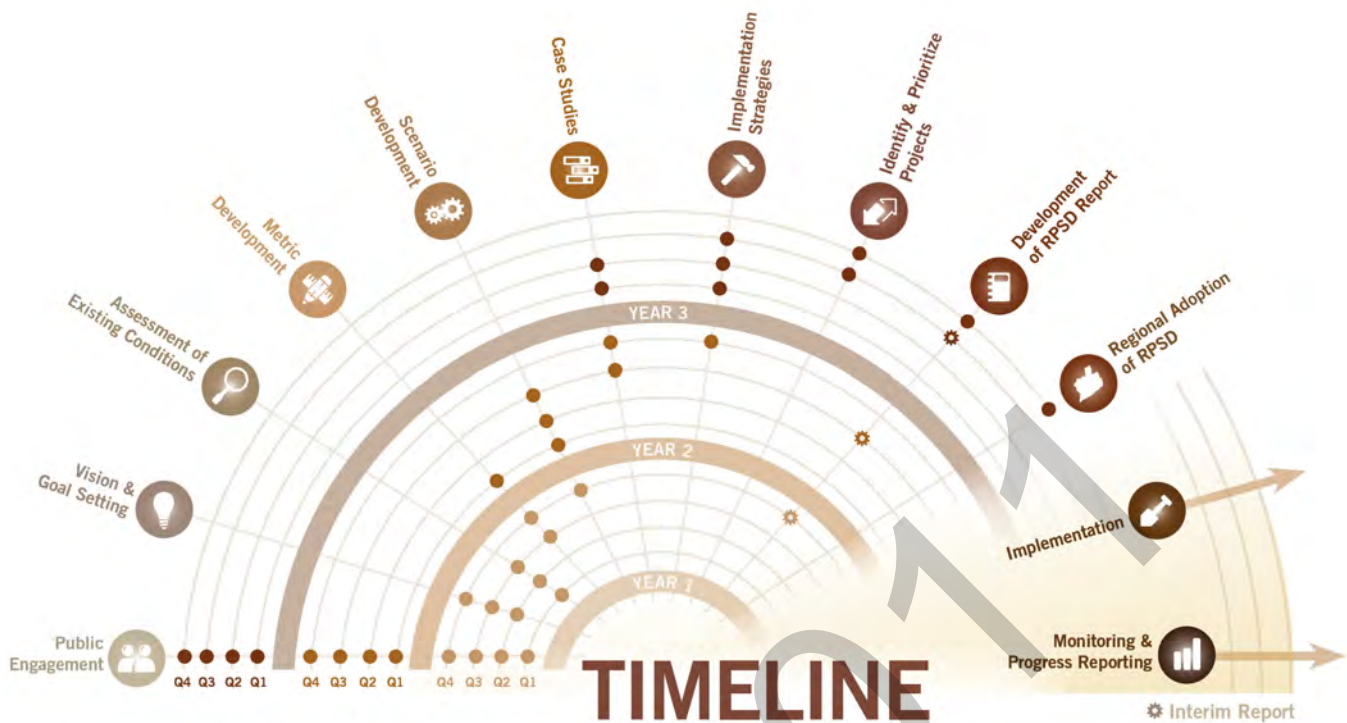 Public
Engagement
Vision &
Goal Setting
Assessment of
Existing Conditions
Metric
Development
Scenario
Development
Case Studies
Implementation
Strategies
Identify & Prioritize
Projects
Development
of RPSD Report
Regional Adoption
of RPSD
Implementation
Monitoring &
Progress Reporting
YEAR 3
YEAR 2
YEAR 1
Q4 Q3 Q2 Q1 Q4 Q3 Q2 Q1 Q4 Q3 Q2 Q1
TIMELINE
Interim Report